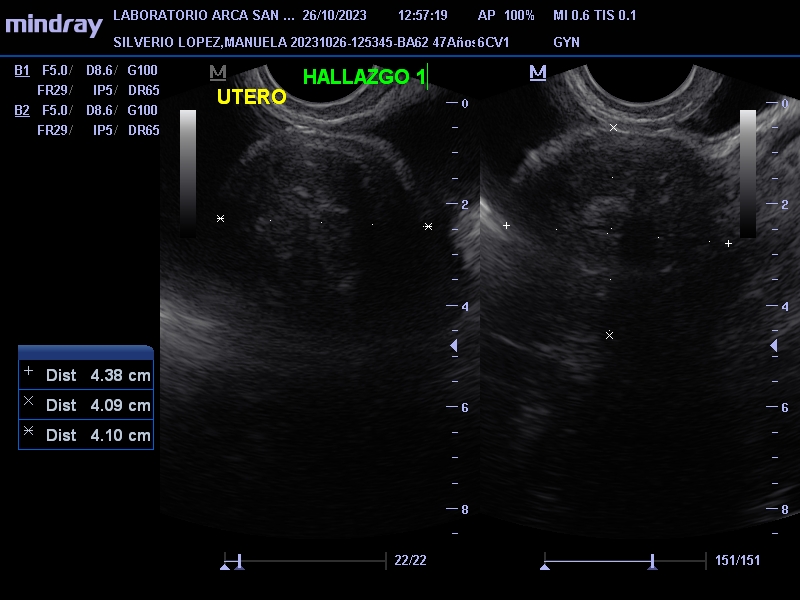 mindray
LABORATORIO ARCA SAN ... 26/10/2023 12:57:19 AP 100% MI 0.6 TIS 0.1
SILVERIO LOPEZ,MANUELA 20231026-125345-BA62 47Años 6CV1 GYN
B1 F5.0/ D8.6/ G100
FR29/ IP5/ DR65
B2 F5.0/ D8.6/ G100
FR29/ IP5/ DR65
M
HALLAZGO 1
UTERO
M
0
2
4
6
8
0
2
4
6
8
+ Dist 4.38 cm
× Dist 4.09 cm
Dist 4.10 cm
22/22
151/151